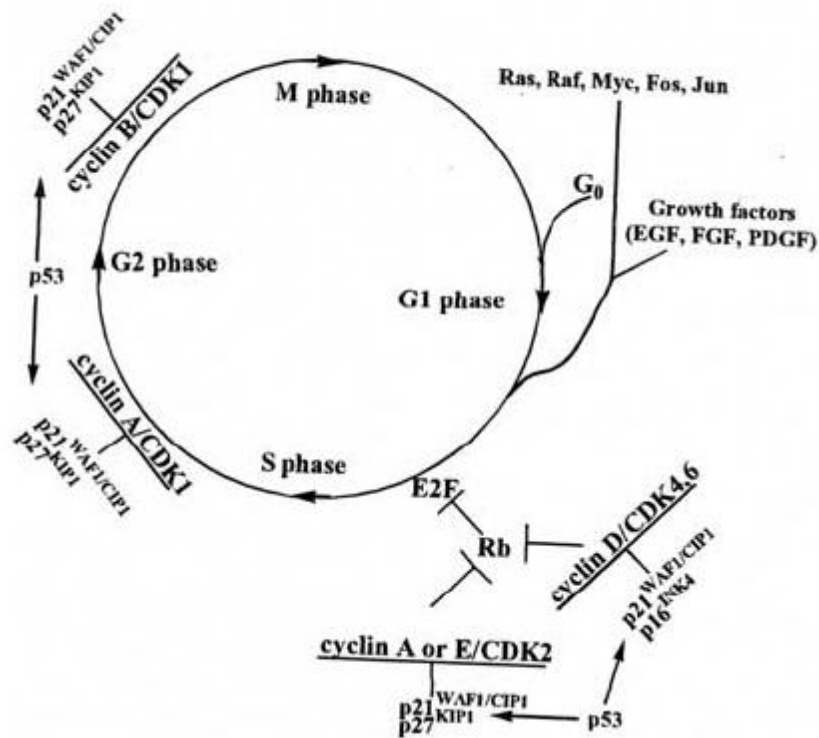 p21WAF1/CIP1
p27KIP1
cyclin B/CDK1
M phase
Ras, Raf, Myc, Fos, Jun
G0
Growth factors
(EGF, FGF, PDGF)
p53
G2 phase
G1 phase
cyclin A/CDK1
p21WAF1/CIP1
p27KIP1
S phase
E2F
Rb
cyclin D/CDK4,6
p21WAF1/CIP1
p16INK4
cyclin A or E/CDK2
p21WAF1/CIP1
p27KIP1
p53